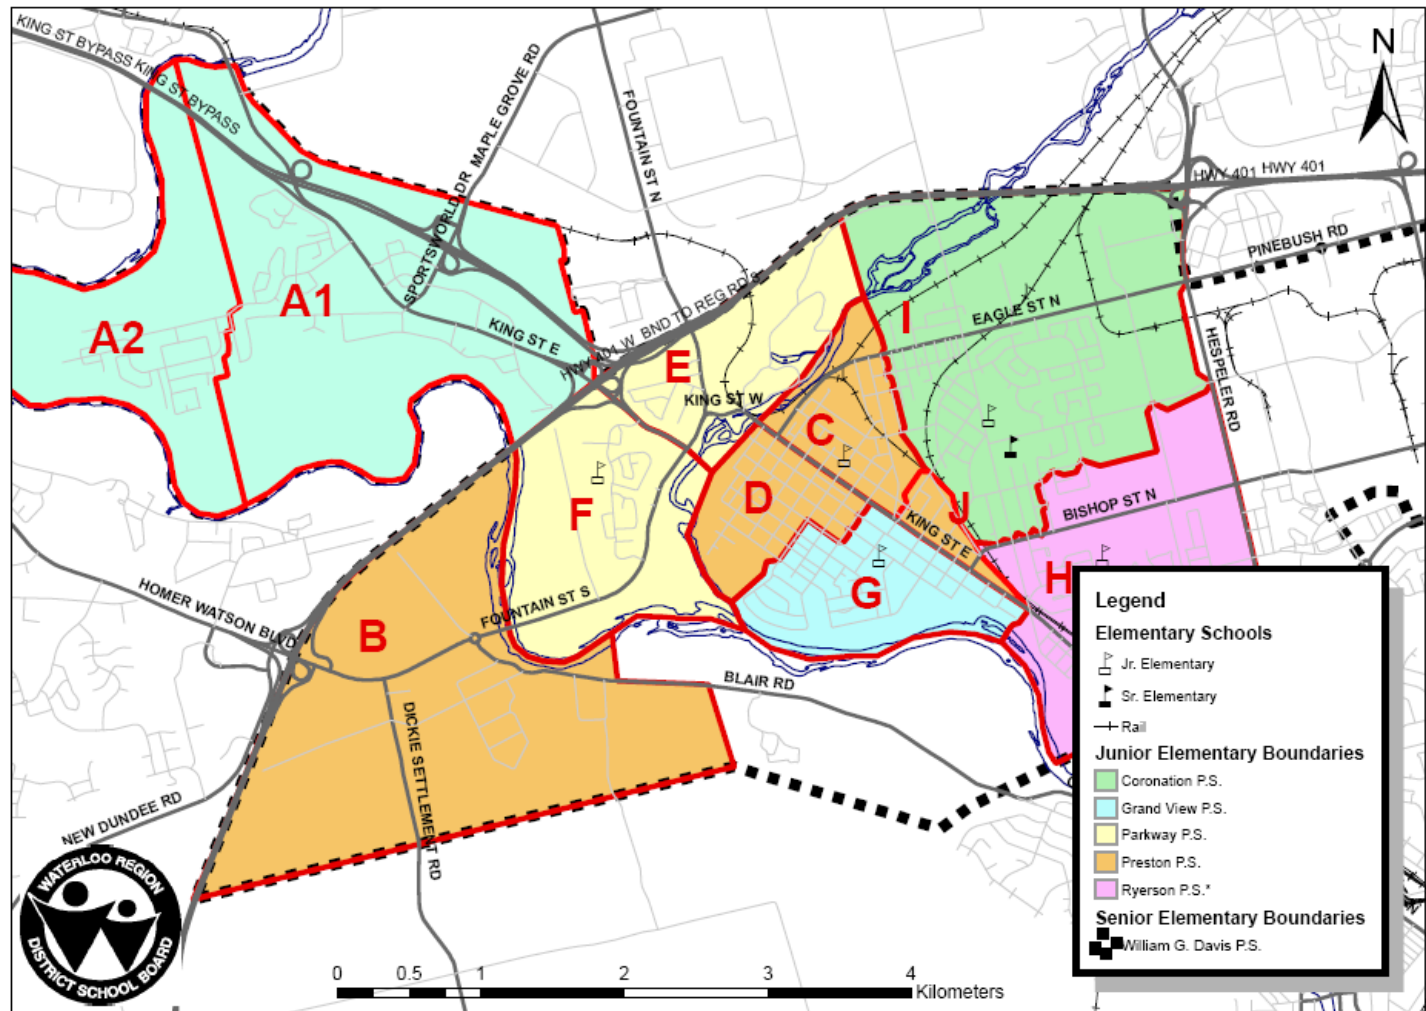 KING ST BYPASS KING ST BYPASS
MAPLE GROVE RD
FOUNTAIN ST N
N
HWY 401 HWY 401
PINEBUSH RD
SPORTSWORLD DR
A1
A2
KING ST E
HWY 401 W BND TO REG RD S
E
KING ST W
I
EAGLE ST N
HESPELER RD
C
D
F
J
BISHOP ST N
KING ST E
G
H
HOMER WATSON BLVD
B
FOUNTAIN ST S
BLAIR RD
DICKIE SETTLEMENT RD
NEW DUNDEE RD
WATERLOO REGION
DISTRICT SCHOOL BOARD
0 0.5 1 2 3 4
Kilometers
Legend
Elementary Schools
Jr. Elementary
Sr. Elementary
Rail
Junior Elementary Boundaries
Coronation P.S.
Grand View P.S.
Parkway P.S.
Preston P.S.
Ryerson P.S.*
Senior Elementary Boundaries
William G. Davis P.S.